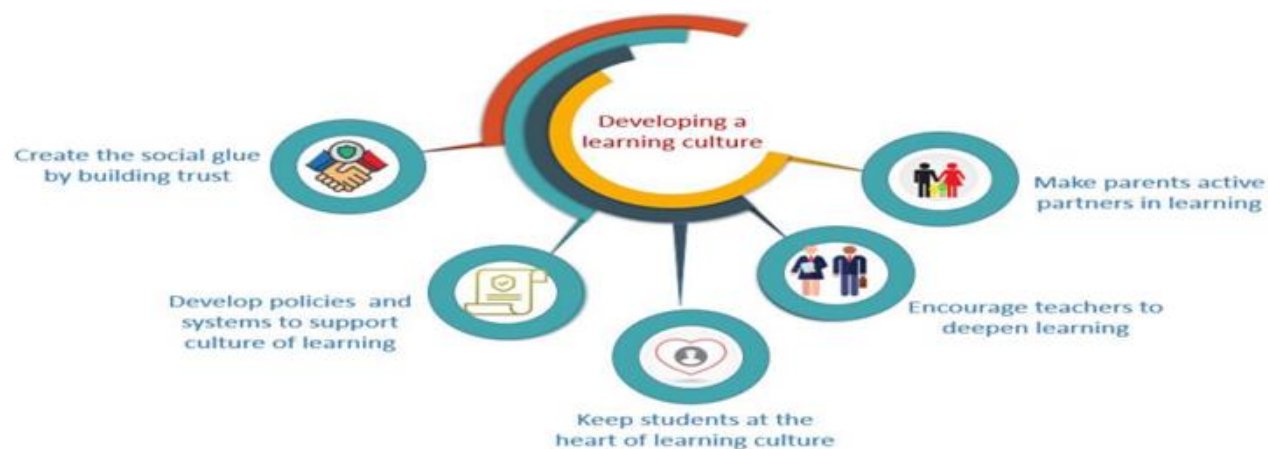 Developing a
learning culture
Create the social glue
by building trust
Develop policies and
systems to support
culture of learning
Keep students at the
heart of learning culture
Encourage teachers to
deepen learning
Make parents active
partners in learning